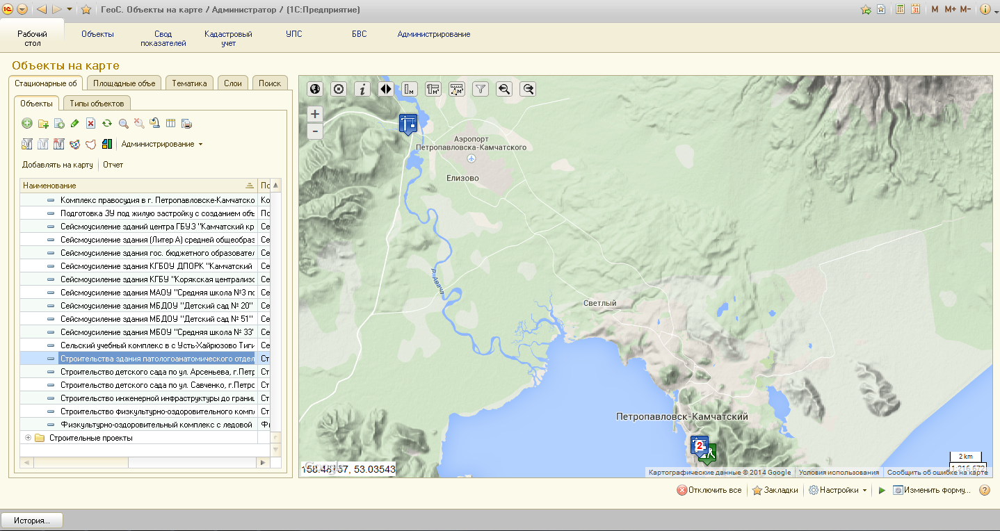 ГеоС. Объекты на карте / Администратор / (1С:Предприятие)
31 M M+ M-
Рабочий стол
Объекты
Свод показателей
Кадастровый учет
УПС
БВС
Администрирование
Объекты на карте
Стационарные об
Площадные объе
Тематика
Слои
Поиск
Объекты
Типы объектов
Администрирование
Добавлять на карту
Отчет
Наименование
По
Комплекс правосудия в г. Петропавловске-Камчатско
Ко
Подготовка ЗУ под жилую застройку с созданием объ
По
Сейсмоусиление зданий центра ГБУЗ "Камчатский кр
Се
Сейсмоусиление здания (Литер А) средней общеобраз
Се
Сейсмоусиление здания гос. бюджетного образовател
Се
Сейсмоусиление здания КГБОУ ДПОРК "Камчатский
Се
Сейсмоусиление здания КГБУ "Корякская централизо
Се
Сейсмоусиление здания МАОУ "Средняя школа №3 по
Се
Сейсмоусиление здания МБДОУ "Детский сад № 20"
Се
Сейсмоусиление здания МБДОУ "Детский сад № 51"
Се
Сейсмоусиление здания МБОУ "Средняя школа № 33"
Се
Сельский учебный комплекс в с Усть-Хайрюзово Тиги
Се
Строительства здания патологоанатомического отдел
Ст
Строительство детского сада по ул. Арсеньева, г.Петр
Ст
Строительство детского сада по ул. Савченко, г.Петро
Ст
Строительство инженерной инфраструктуры до границ
Ст
Строительство физкультурно-оздоровительного компл
Ст
Физкультурно-оздоровительный комплекс с ледовой
Фи
Строительные проекты
+
-
Аэропорт
Петропавловска-Камчатского
Елизово
р. Авача
Светлый
Петропавловск-Камчатский
2
158.48757, 53.03543
2 km
1:216,672
Картографические данные © 2014 Google
Условия использования
Сообщить об ошибке на карте
Отключить все
Закладки
Настройки
Изменить форму...
История...